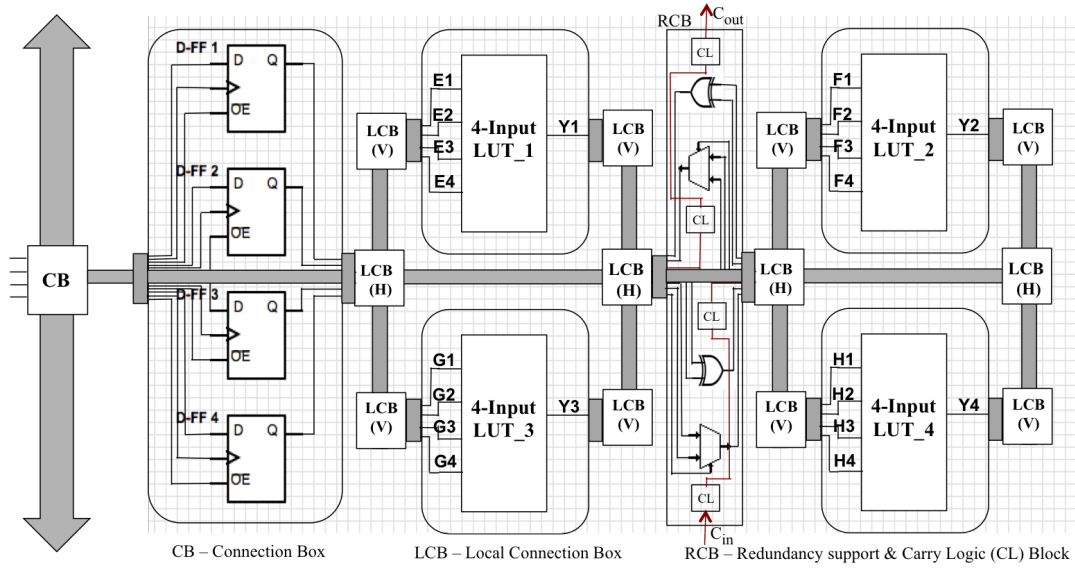 RCB
Cout
CL
D-FF 1
D
Q
OE
D-FF 2
D
Q
OE
D-FF 3
D
Q
OE
D-FF 4
D
Q
OE
CB
LCB
(V)
E1
E2
E3
E4
4-Input
LUT_1
Y1
LCB
(V)
LCB
(H)
LCB
(H)
LCB
(V)
G1
G2
G3
G4
4-Input
LUT_3
Y3
LCB
(V)
CL
CL
CL
Cin
LCB
(V)
F1
F2
F3
F4
4-Input
LUT_2
Y2
LCB
(V)
LCB
(H)
LCB
(H)
LCB
(V)
H1
H2
H3
H4
4-Input
LUT_4
Y4
LCB
(V)
CB – Connection Box
LCB – Local Connection Box
RCB – Redundancy support & Carry Logic (CL) Block